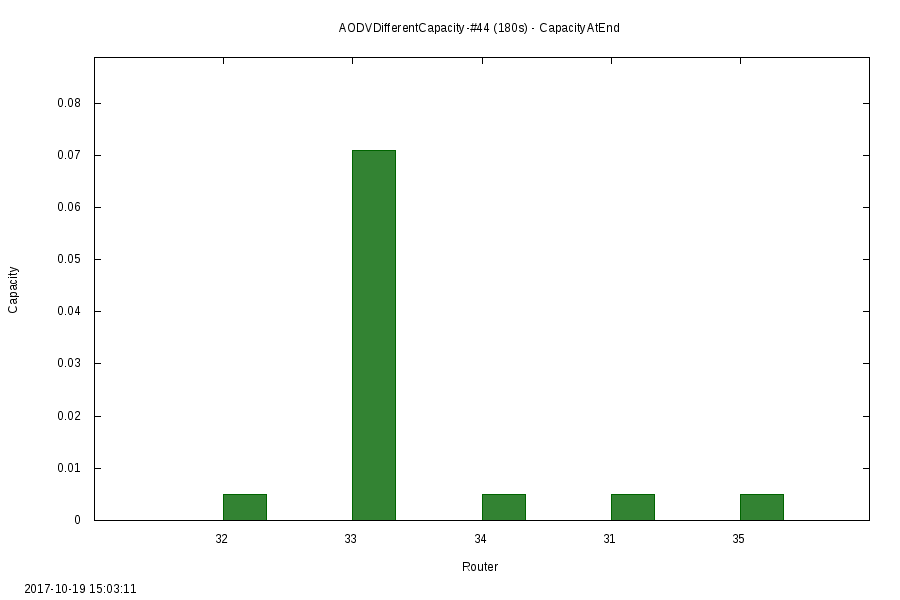 AODVDifferentCapacity-#44 (180s) - CapacityAtEnd
0.08
0.07
0.06
0.05
0.04
0.03
0.02
0.01
0
Capacity
32 33 34 31 35
Router
2017-10-19 15:03:11